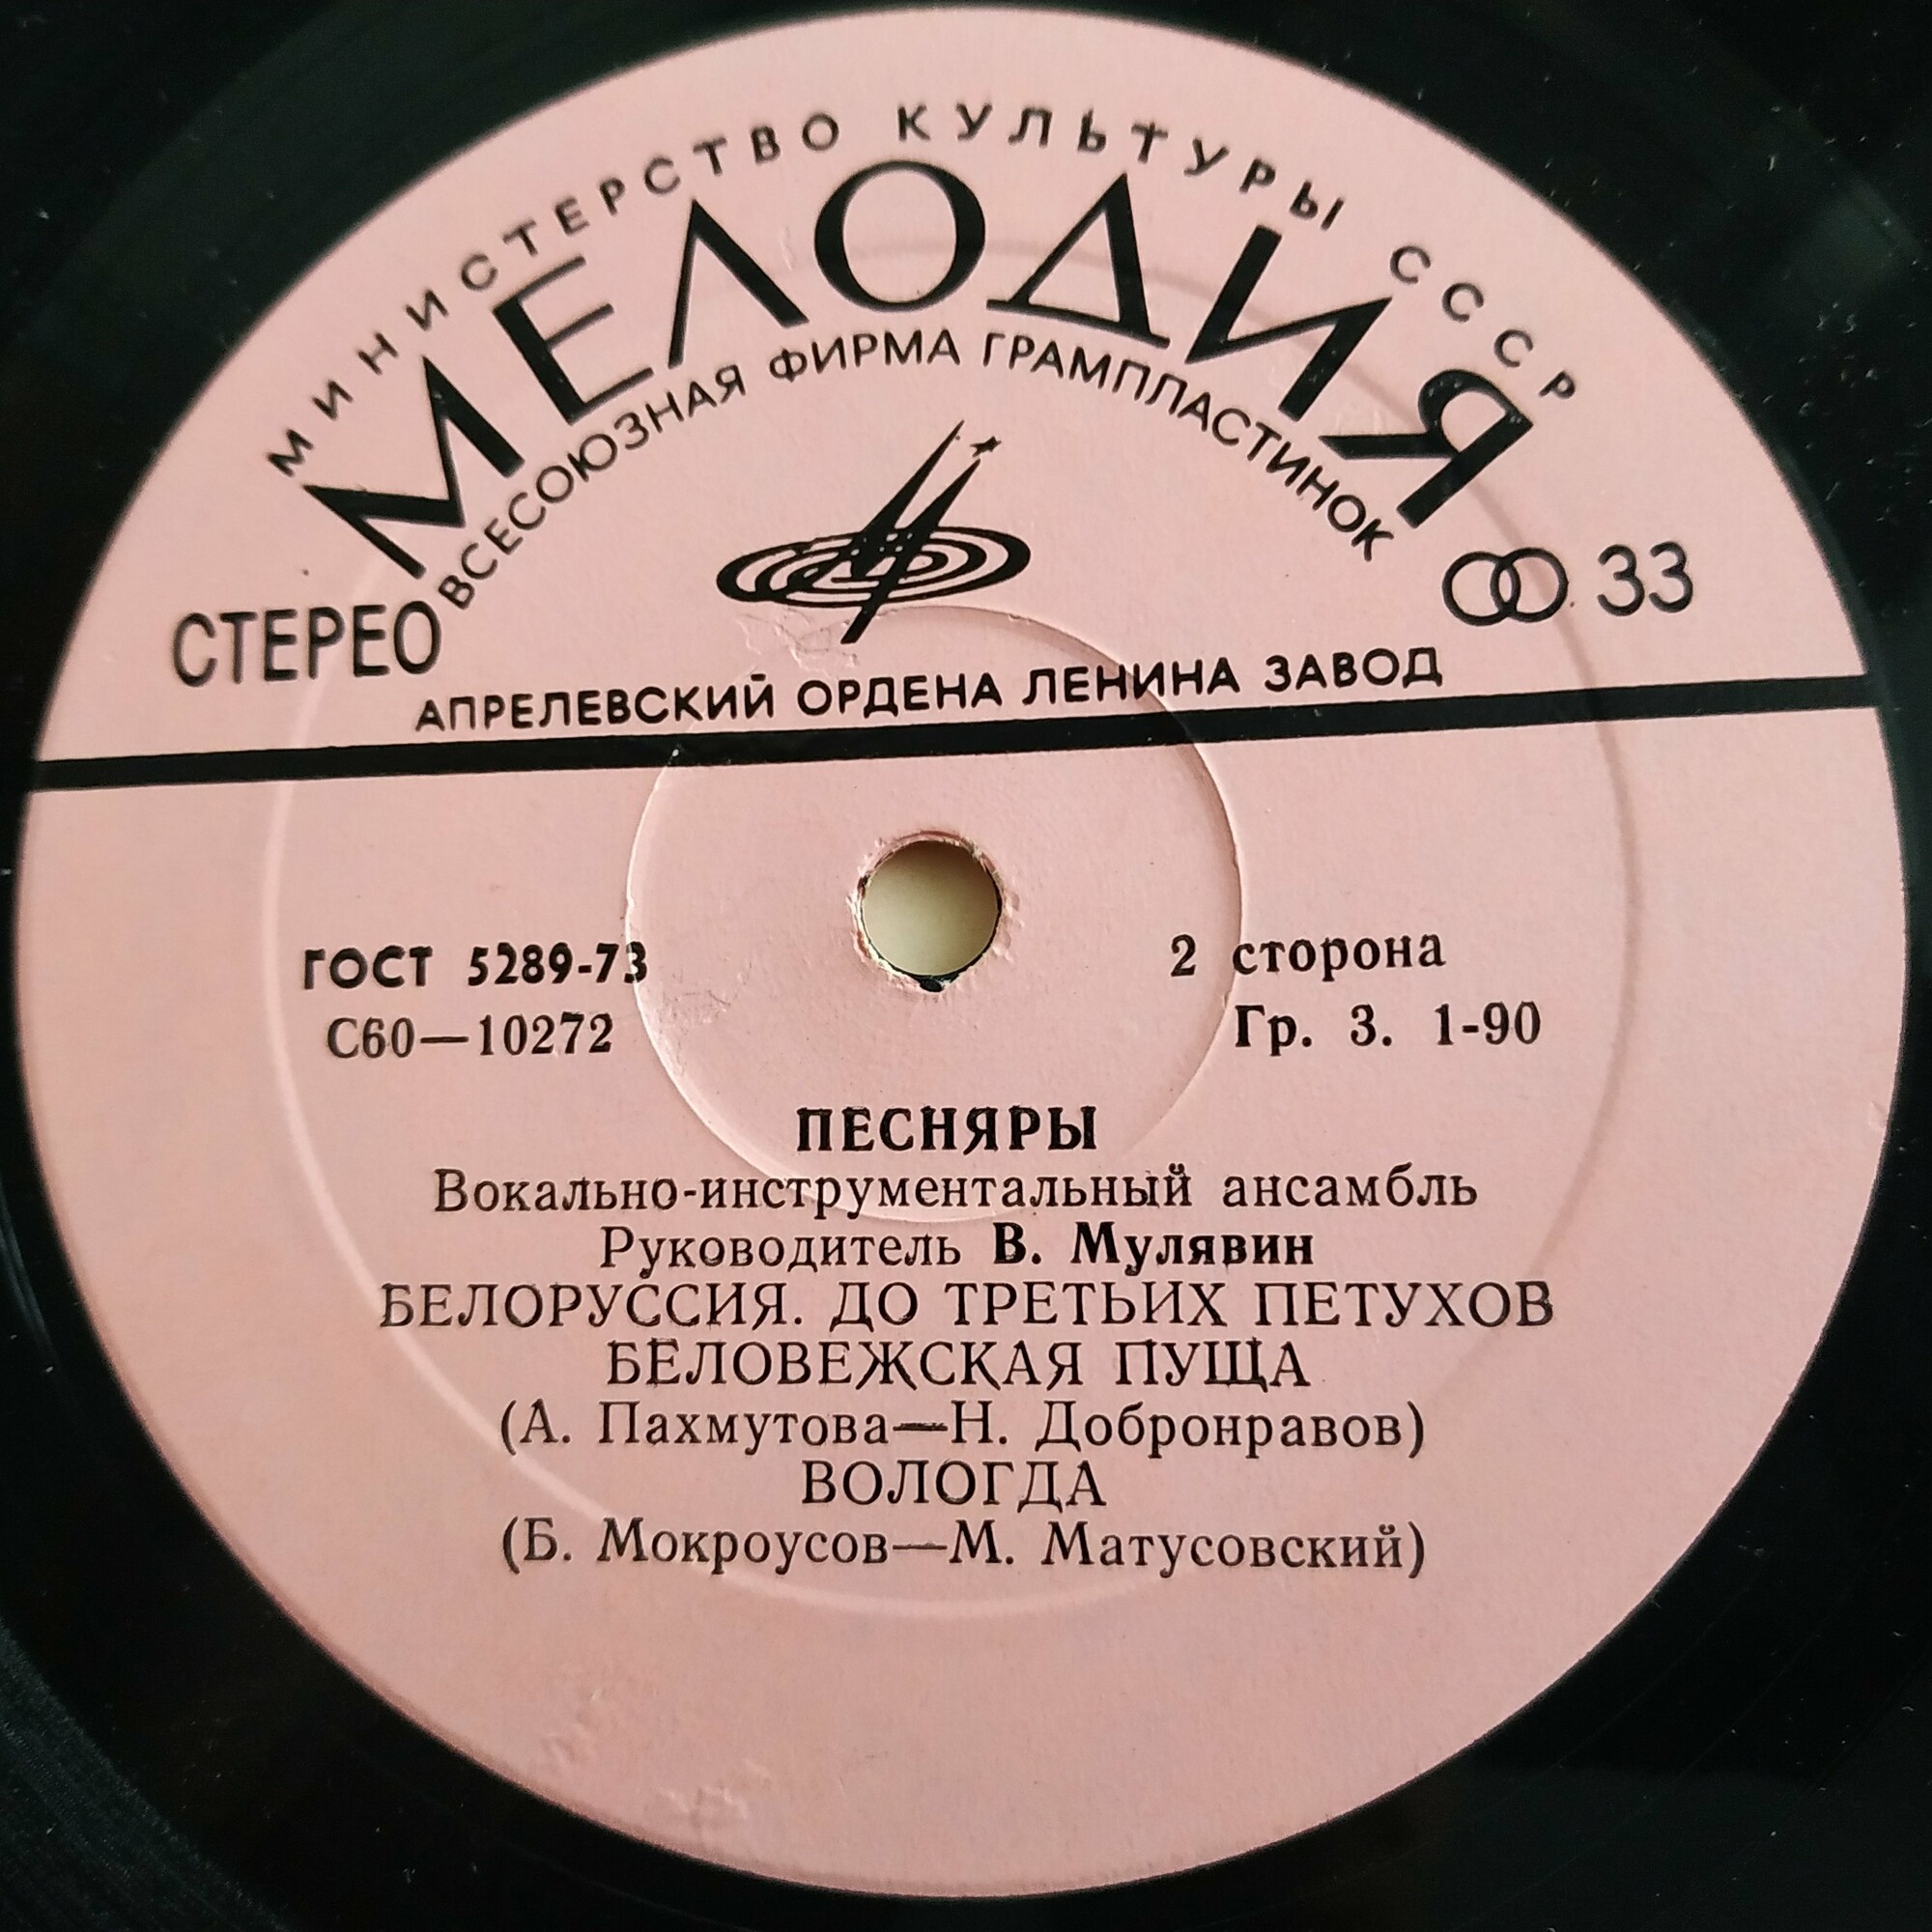 МИНИСТЕРСТВО КУЛЬТУРЫ СССР
МЕЛОДИЯ
ВСЕСОЮЗНАЯ ФИРМА ГРАМПЛАСТИНОК
СТЕРЕО
33
АПРЕЛЕВСКИЙ ОРДЕНА ЛЕНИНА ЗАВОД
ГОСТ 5289-73
2 сторона
С60—10272
Гр. 3. 1-90
ПЕСНЯРЫ
Вокально-инструментальный ансамбль
Руководитель В. Мулявин
БЕЛОРУССИЯ. ДО ТРЕТЬИХ ПЕТУХОВ
БЕЛОВЕЖСКАЯ ПУЩА
(А. Пахмутова—Н. Добронравов)
ВОЛОГДА
(Б. Мокроусов—М. Матусовский)